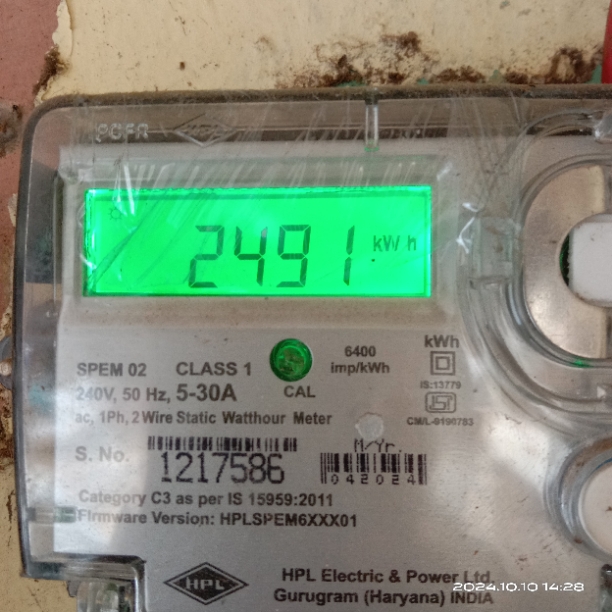 2491 kWh
6400
imp/kWh
kWh
SPEM 02 CLASS 1
240V, 50 Hz, 5-30A
CAL
IS:13779
ac, 1Ph, 2 Wire Static Watthour Meter
CM/L-0190783
M/Yr.
S. No. 1217586
042024
Category C3 as per IS 15959:2011
Firmware Version: HPLSPEM6XXX01
HPL
HPL Electric & Power Ltd
Gurugram (Haryana) INDIA
2024.10.10 14:28